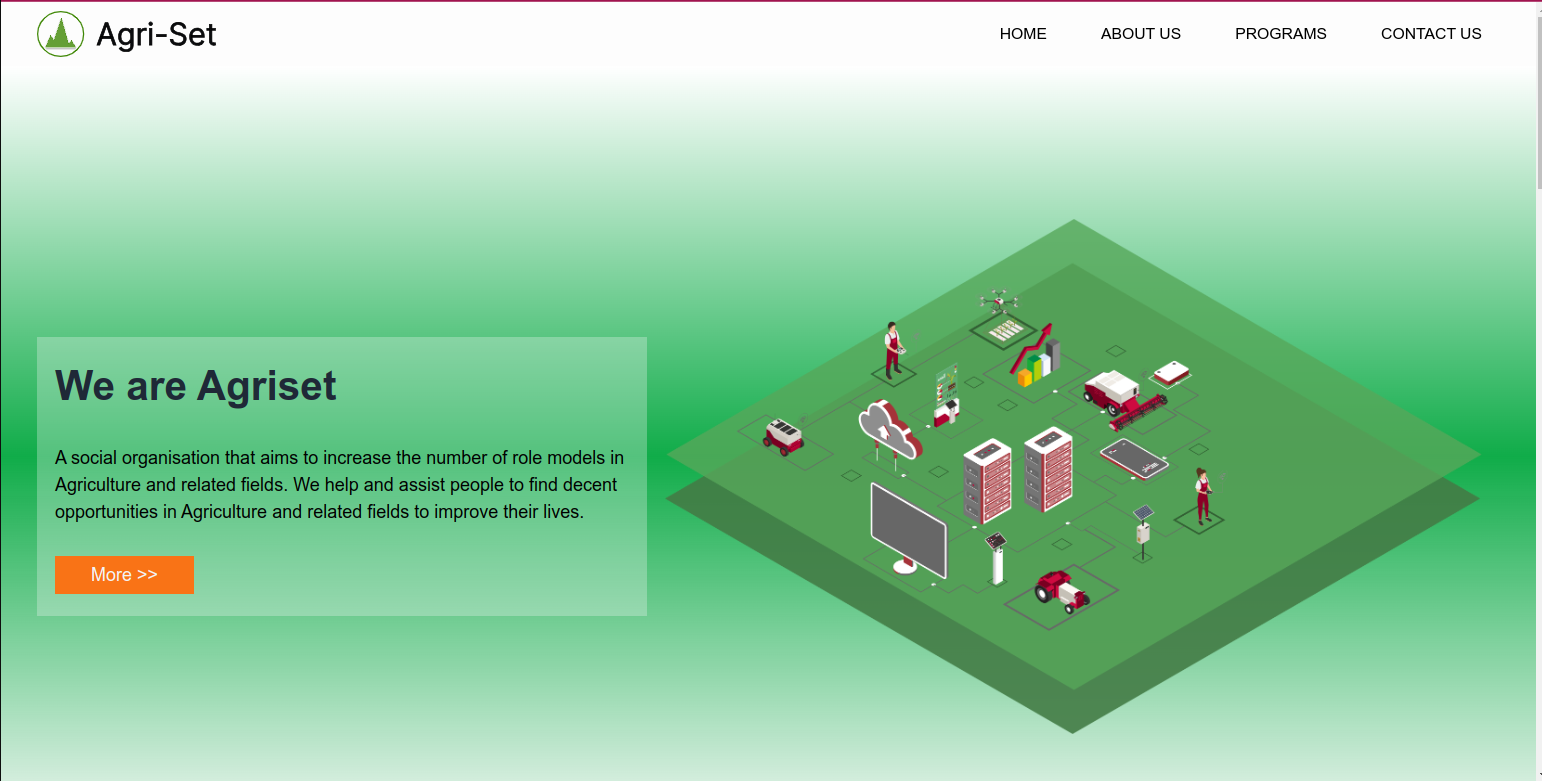 Agri-Set
HOME ABOUT US PROGRAMS CONTACT US
We are Agriset
A social organisation that aims to increase the number of role models in
Agriculture and related fields. We help and assist people to find decent
opportunities in Agriculture and related fields to improve their lives.
More >>